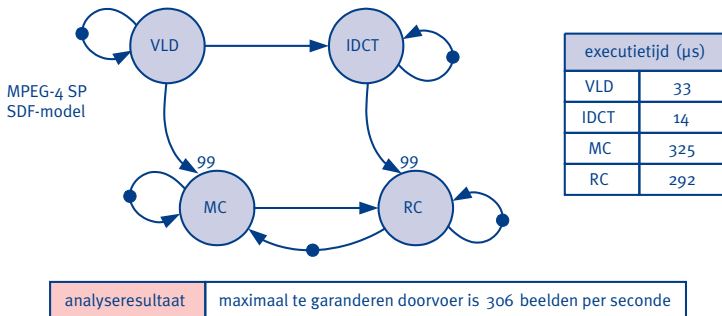 VLD
IDCT
MPEG-4 SP
SDF-model
99
99
MC
RC
executietijd (µs)
VLD 33
IDCT 14
MC 325
RC 292
analyseresultaat maximaal te garanderen doorvoer is 306 beelden per seconde